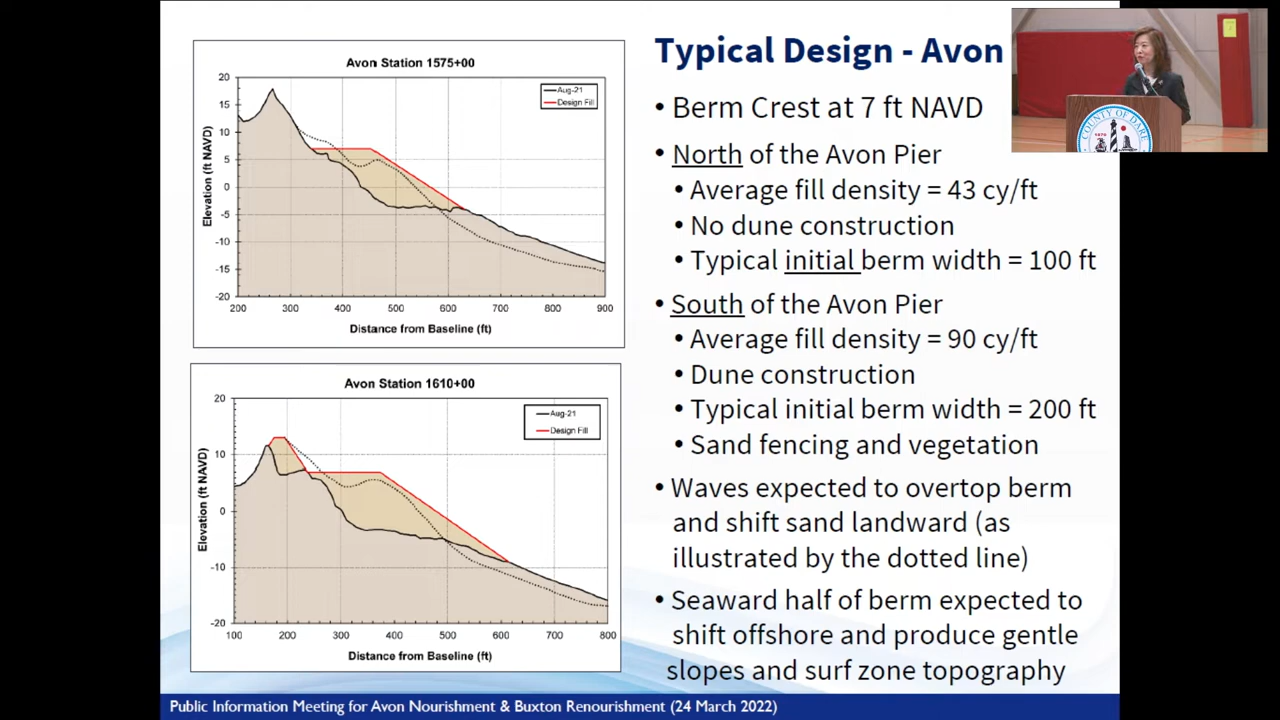 Avon Station 1575+00
Aug-21
Design Fill
20
15
10
5
0
-5
-10
-15
-20
Elevation (ft NAVD)
200 300 400 500 600 700 800 900
Distance from Baseline (ft)
Avon Station 1610+00
Aug-21
Design Fill
20
10
0
-10
-20
Elevation (ft NAVD)
100 200 300 400 500 600 700 800
Distance from Baseline (ft)
Typical Design - Avon
• Berm Crest at 7 ft NAVD
• North of the Avon Pier
• Average fill density = 43 cy/ft
• No dune construction
• Typical initial berm width = 100 ft
• South of the Avon Pier
• Average fill density = 90 cy/ft
• Dune construction
• Typical initial berm width = 200 ft
• Sand fencing and vegetation
• Waves expected to overtop berm
and shift sand landward (as
illustrated by the dotted line)
• Seaward half of berm expected to
shift offshore and produce gentle
slopes and surf zone topography
COUNTY OF DARE
1870
Public Information Meeting for Avon Nourishment & Buxton Renourishment (24 March 2022)